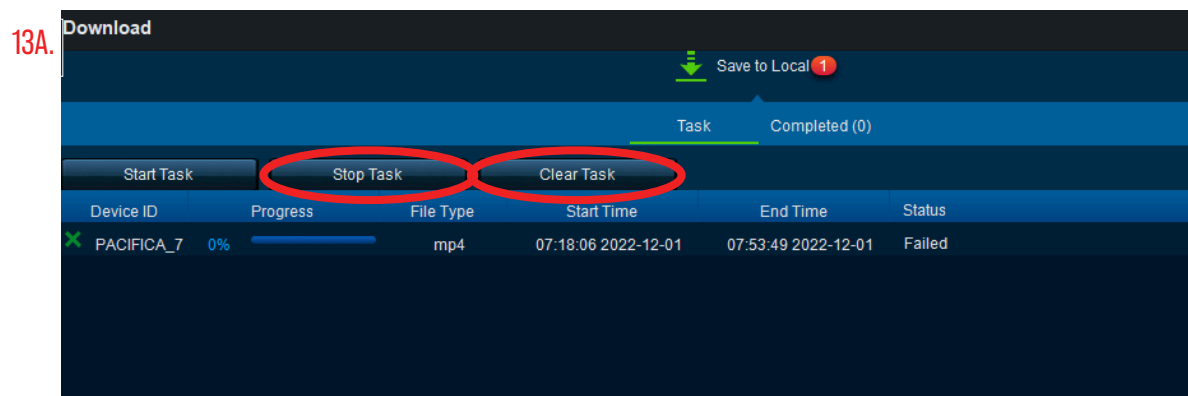 13A.
Download
Save to Local 1
Task Completed (0)
Start Task Stop Task Clear Task
Device ID Progress File Type Start Time End Time Status
PACIFICA_7 0% mp4 07:18:06 2022-12-01 07:53:49 2022-12-01 Failed